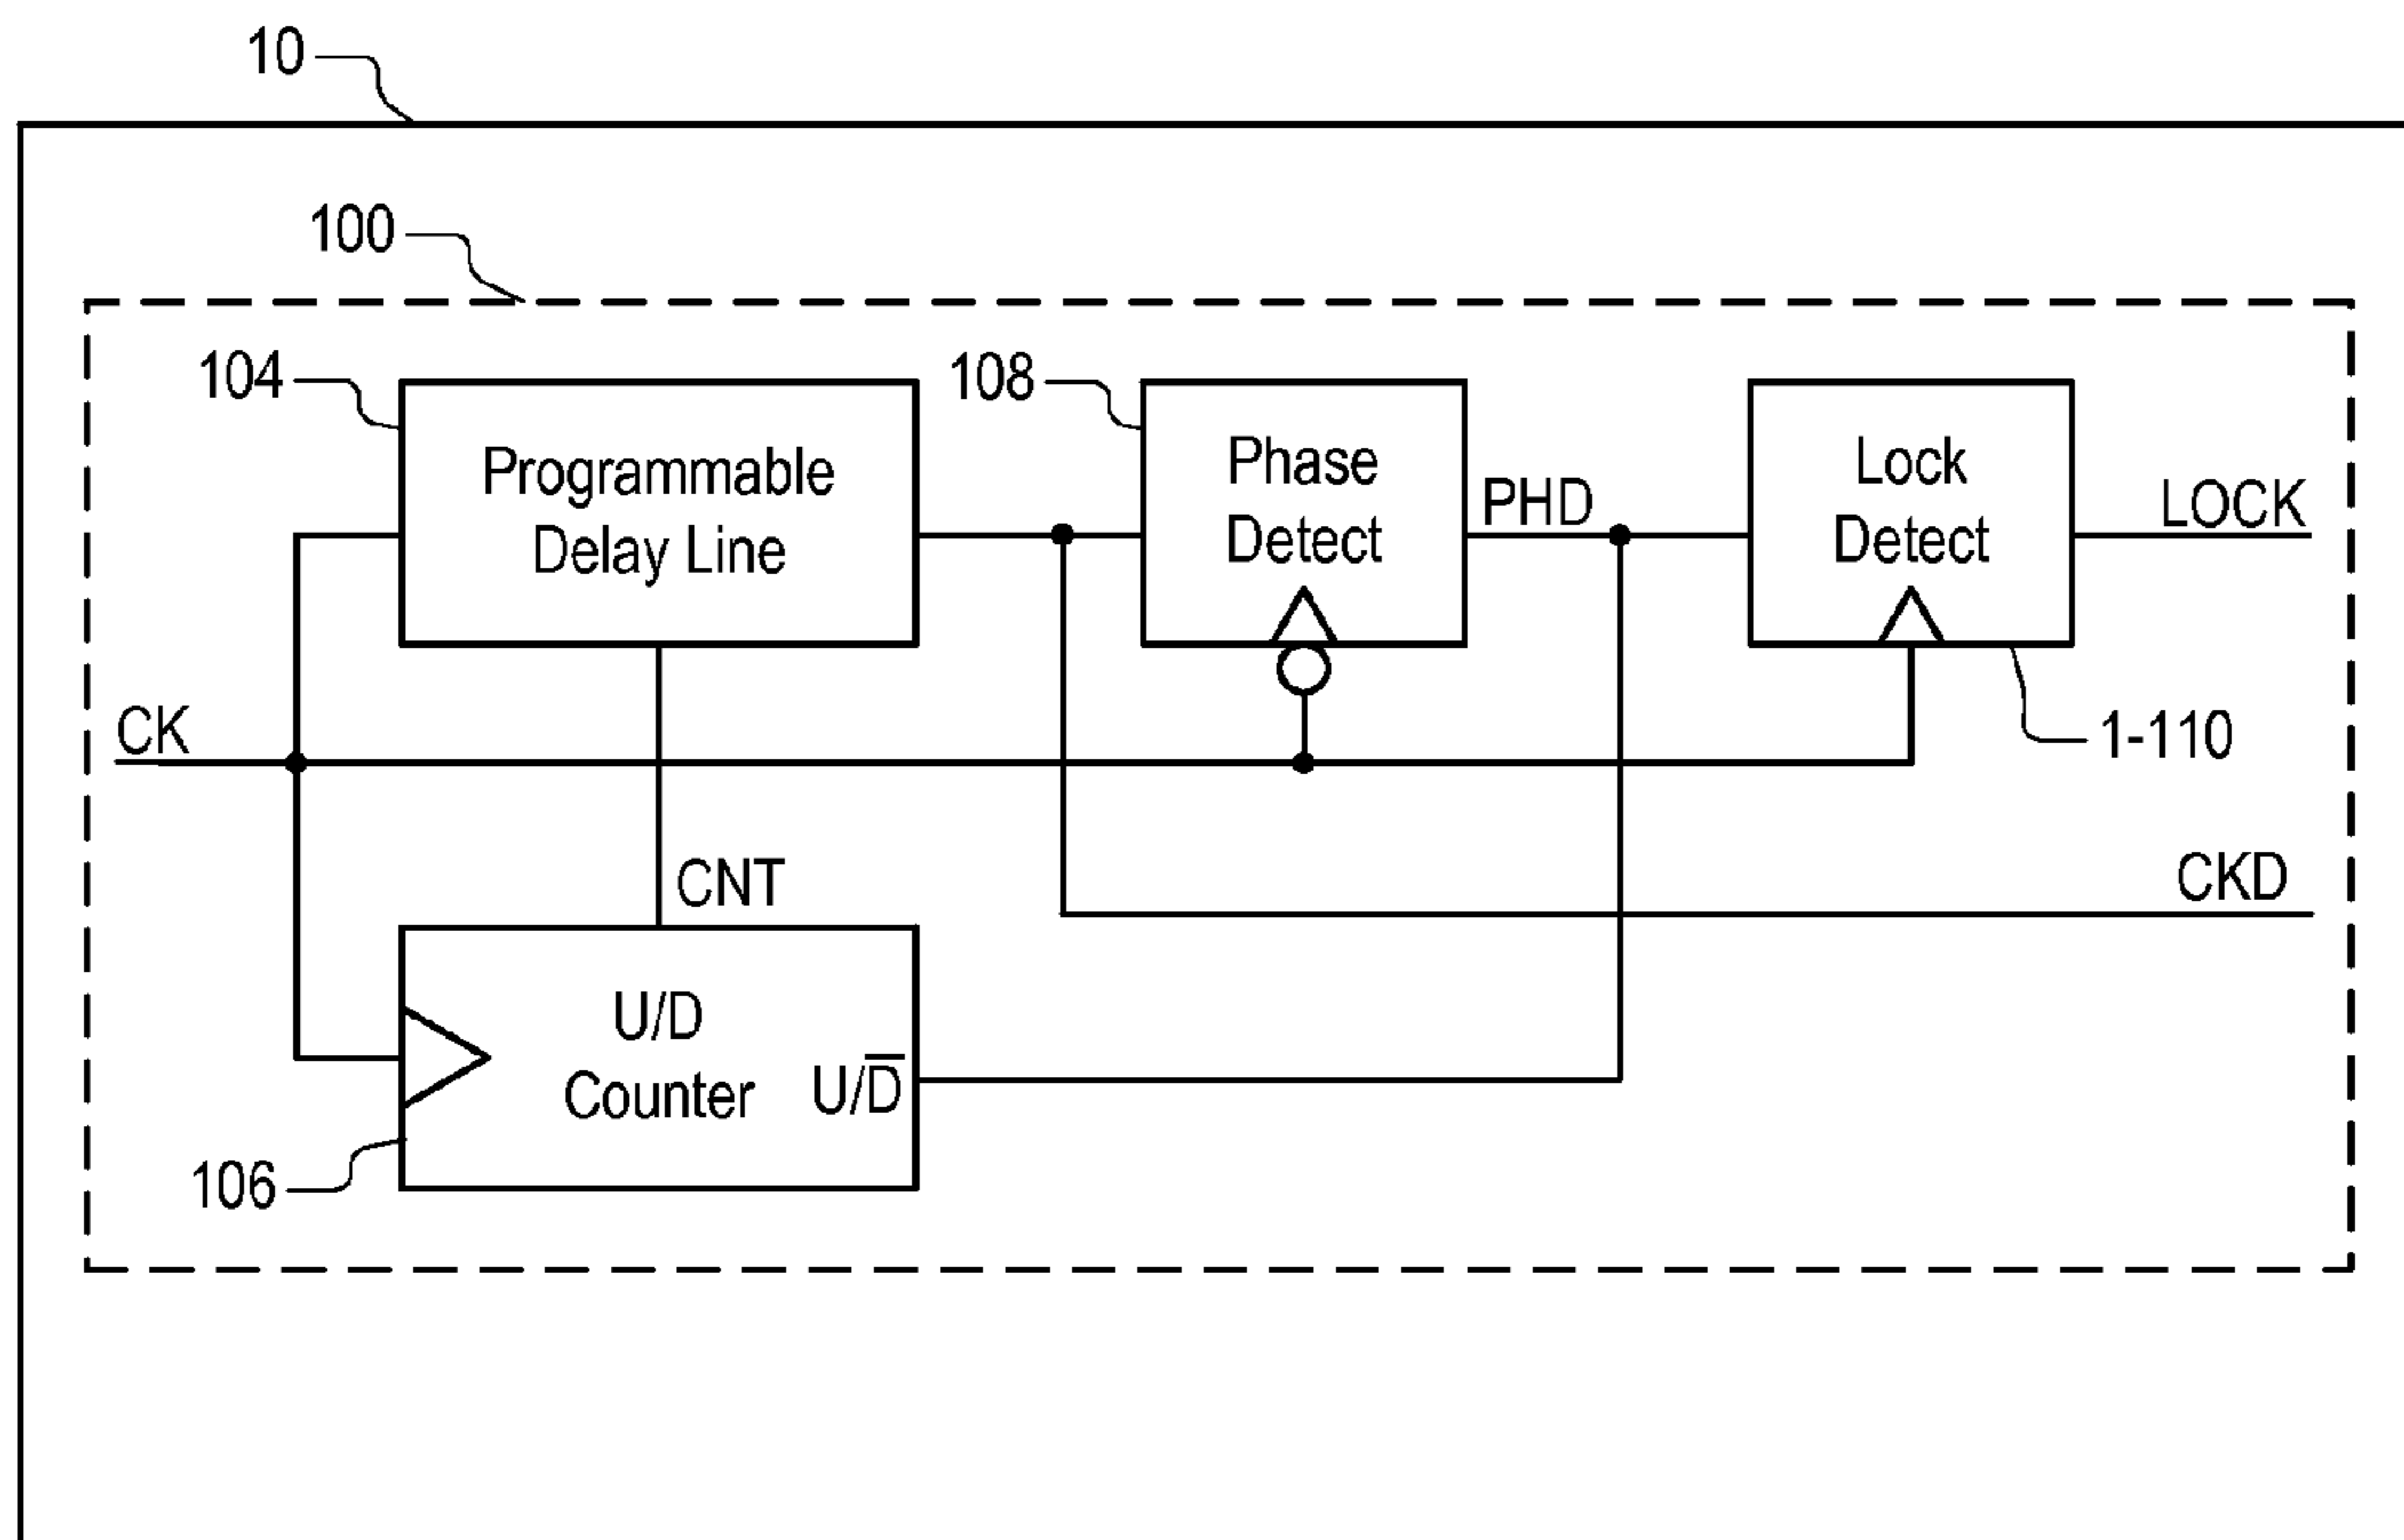 10
100
104
Programmable
Delay Line
108
Phase
Detect
PHD
Lock
Detect
LOCK
CK
1-110
CNT
CKD
U/D
Counter
U/D̅
106